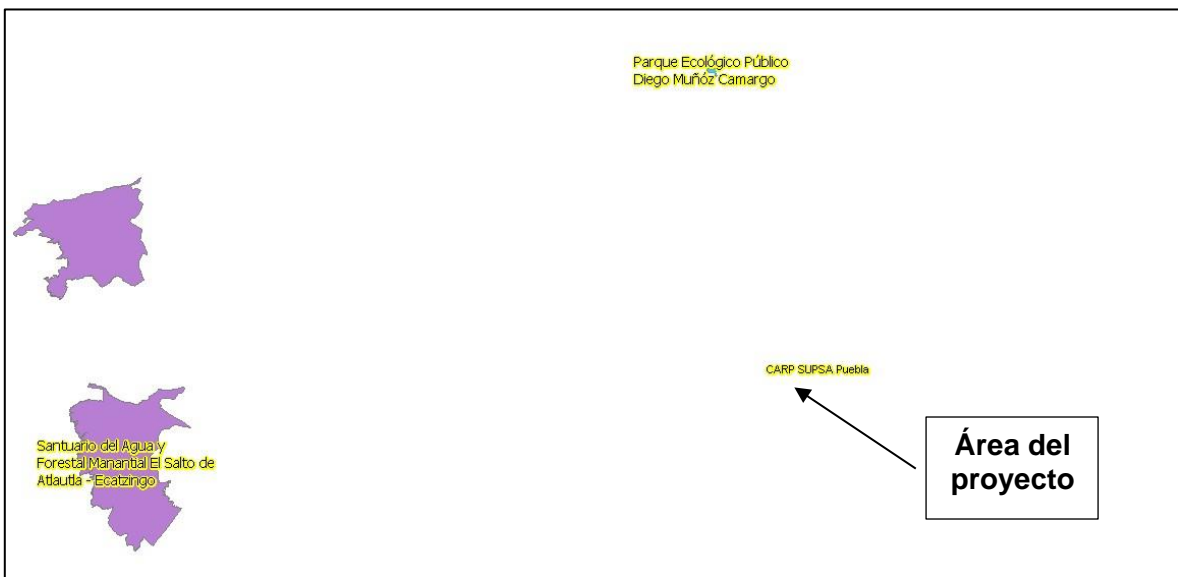 Parque Ecológico Público
Diego Muñóz Camargo
CARP SUPSA Puebla
Área del
proyecto
Santuario del Agua y
Forestal Manantial El Salto de
Atlautla - Ecatzingo